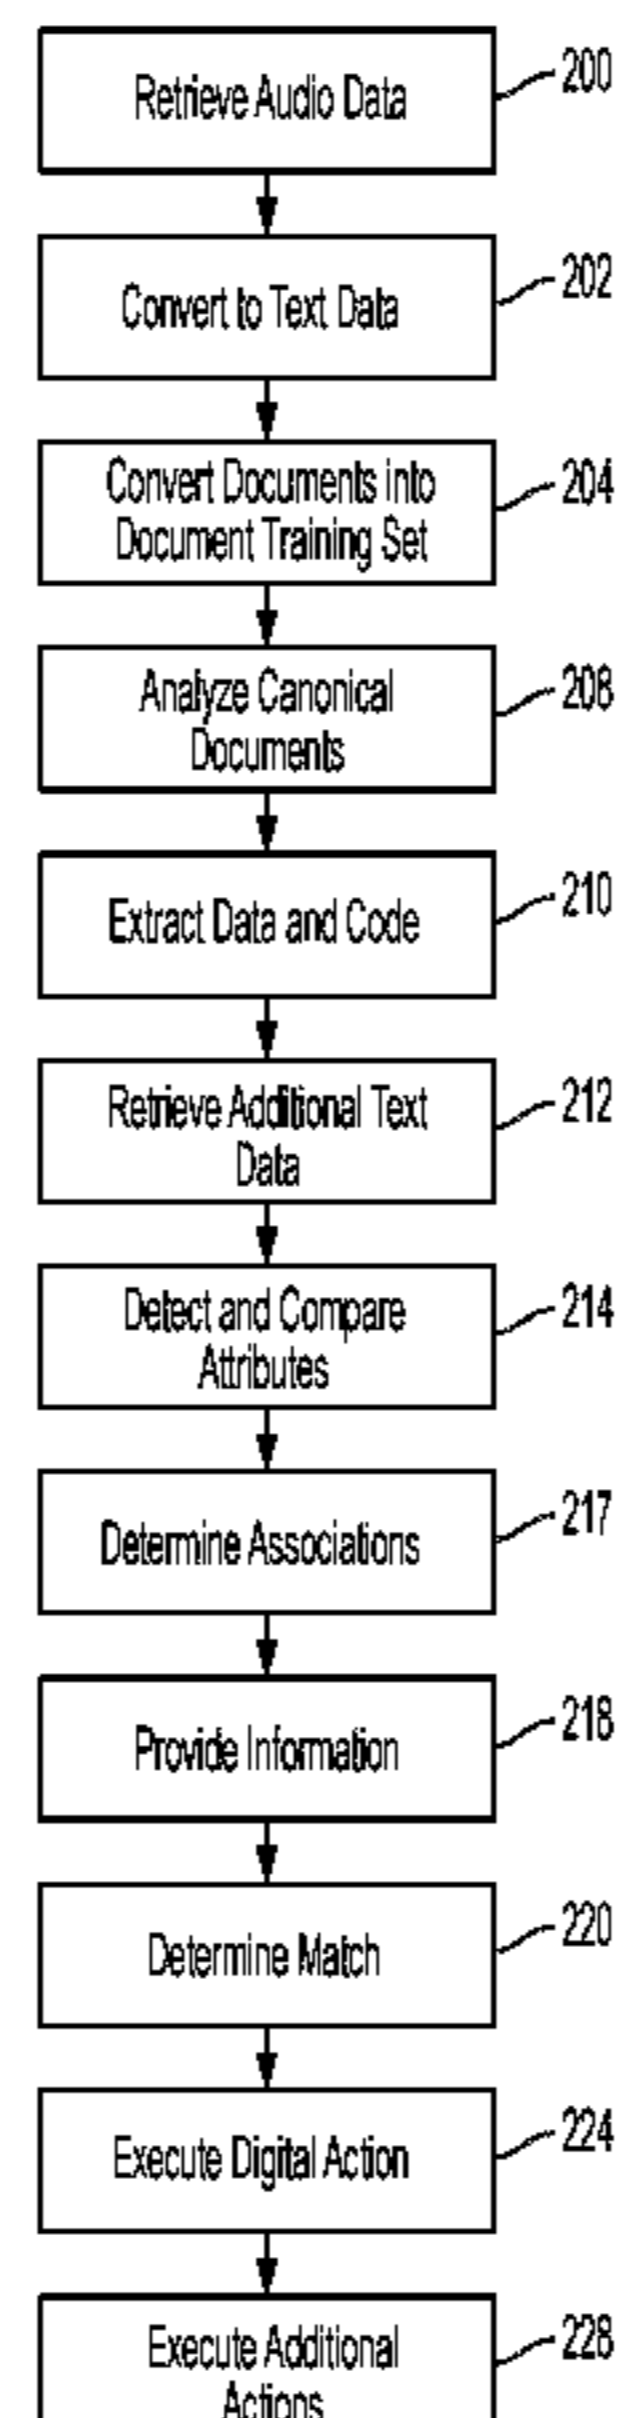 Retrieve Audio Data
200
Convert to Text Data
202
Convert Documents into
Document Training Set
204
Analyze Canonical
Documents
208
Extract Data and Code
210
Retrieve Additional Text
Data
212
Detect and Compare
Attributes
214
Determine Associations
217
Provide Information
218
Determine Match
220
Execute Digital Action
224
Execute Additional
Actions
228